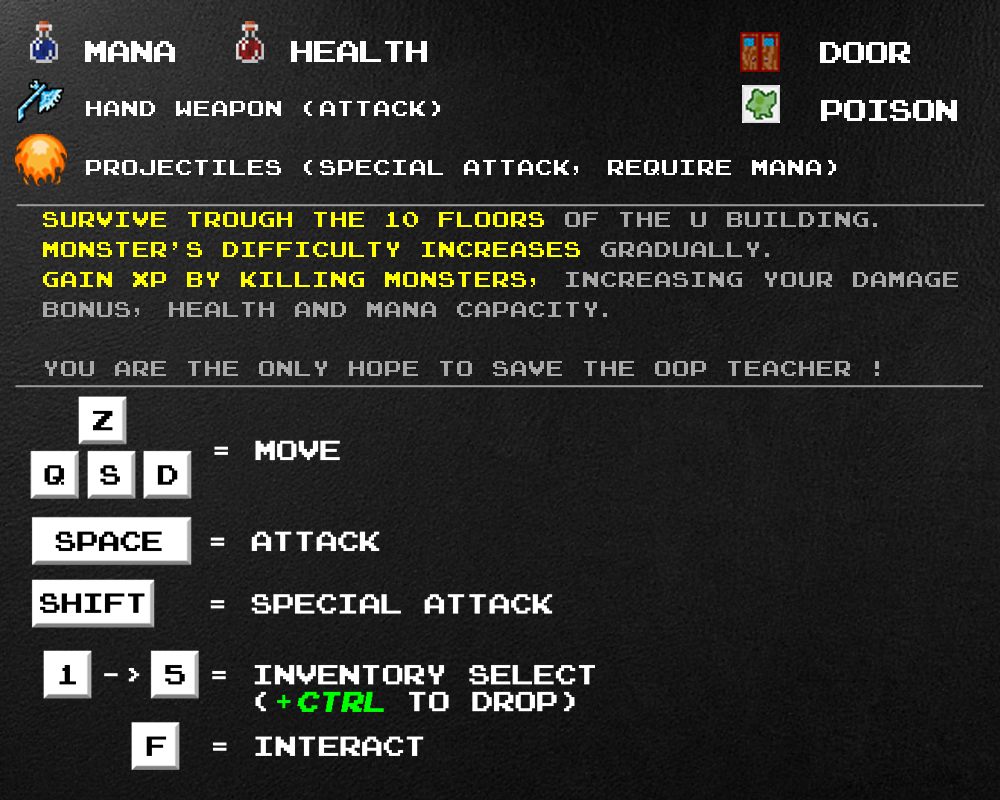 MANA HEALTH DOOR
HAND WEAPON (ATTACK) POISON
PROJECTILES (SPECIAL ATTACK, REQUIRE MANA)
SURVIVE TROUGH THE 10 FLOORS OF THE U BUILDING.
MONSTER'S DIFFICULTY INCREASES GRADUALLY.
GAIN XP BY KILLING MONSTERS, INCREASING YOUR DAMAGE
BONUS, HEALTH AND MANA CAPACITY.
YOU ARE THE ONLY HOPE TO SAVE THE OOP TEACHER !
Z
Q S D = MOVE
SPACE = ATTACK
SHIFT = SPECIAL ATTACK
1 -> 5 = INVENTORY SELECT
(+CTRL TO DROP)
F = INTERACT